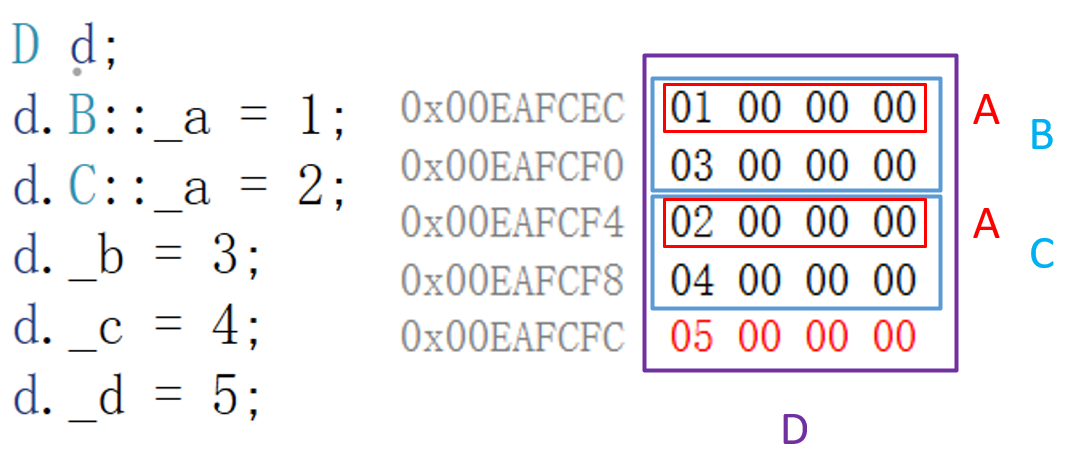 D d;
d.B::_a = 1;
d.C::_a = 2;
d._b = 3;
d._c = 4;
d._d = 5;
0x00EAFCEC 01 00 00 00 A
B
0x00EAFCF0 03 00 00 00
0x00EAFCF4 02 00 00 00 A
C
0x00EAFCF8 04 00 00 00
0x00EAFCFC 05 00 00 00
D